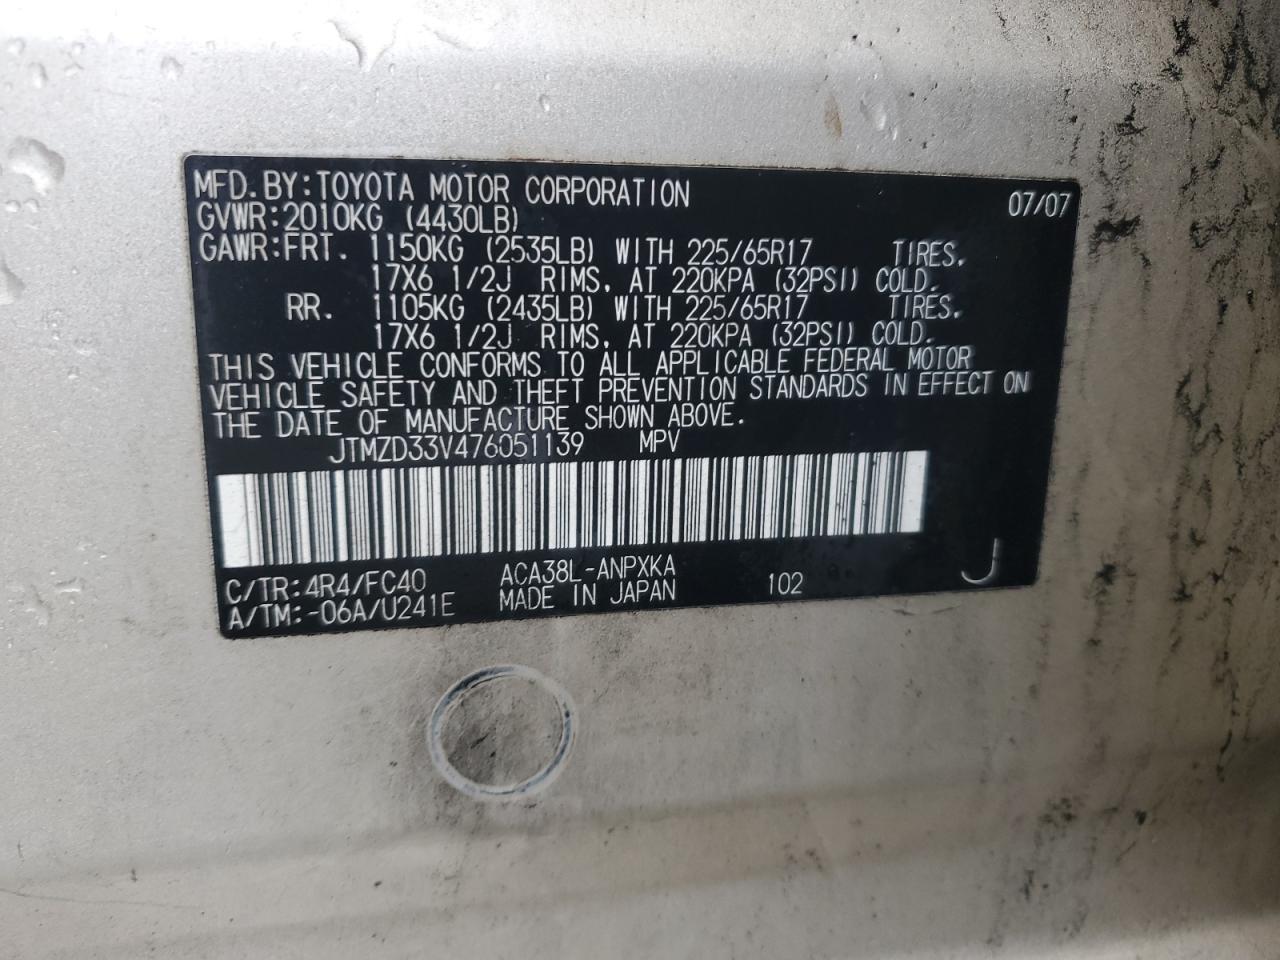 MFD.BY:TOYOTA MOTOR CORPORATION 07/07
GVWR:2010KG (4430LB)
GAWR:FRT. 1150KG (2535LB) WITH 225/65R17 TIRES,
17X6 1/2J RIMS, AT 220KPA (32PSI) COLD.
RR. 1105KG (2435LB) WITH 225/65R17 TIRES,
17X6 1/2J RIMS, AT 220KPA (32PSI) COLD.
THIS VEHICLE CONFORMS TO ALL APPLICABLE FEDERAL MOTOR
VEHICLE SAFETY AND THEFT PREVENTION STANDARDS IN EFFECT ON
THE DATE OF MANUFACTURE SHOWN ABOVE.
JTMZD33V476051139 MPV
C/TR:4R4/FC40 ACA38L-ANPXKA
A/TM:-06A/U241E MADE IN JAPAN 102 J